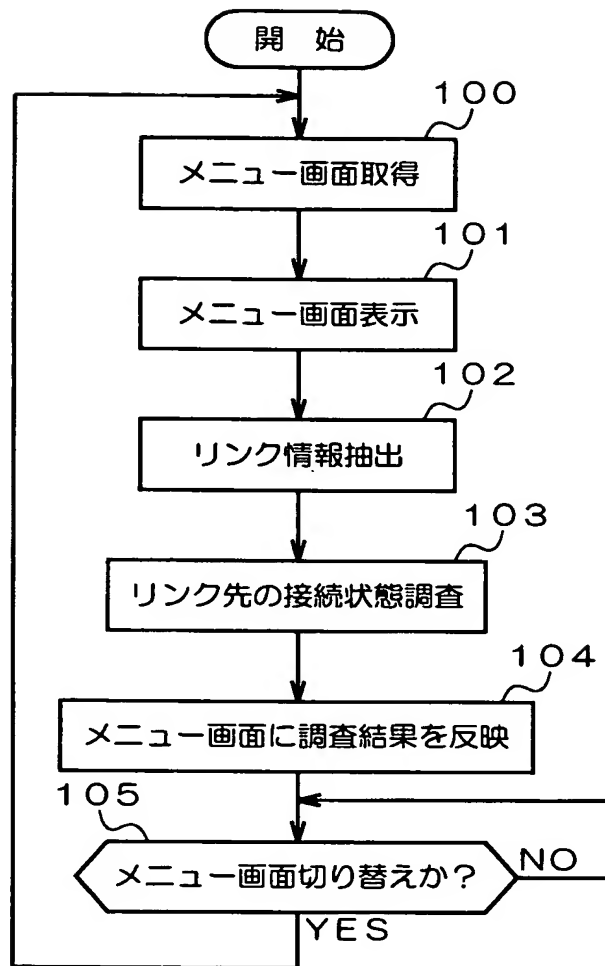 開 始
100
メニュー画面取得
101
メニュー画面表示
102
リンク情報抽出
103
リンク先の接続状態調査
104
メニュー画面に調査結果を反映
105
メニュー画面切り替えか?
NO
YES